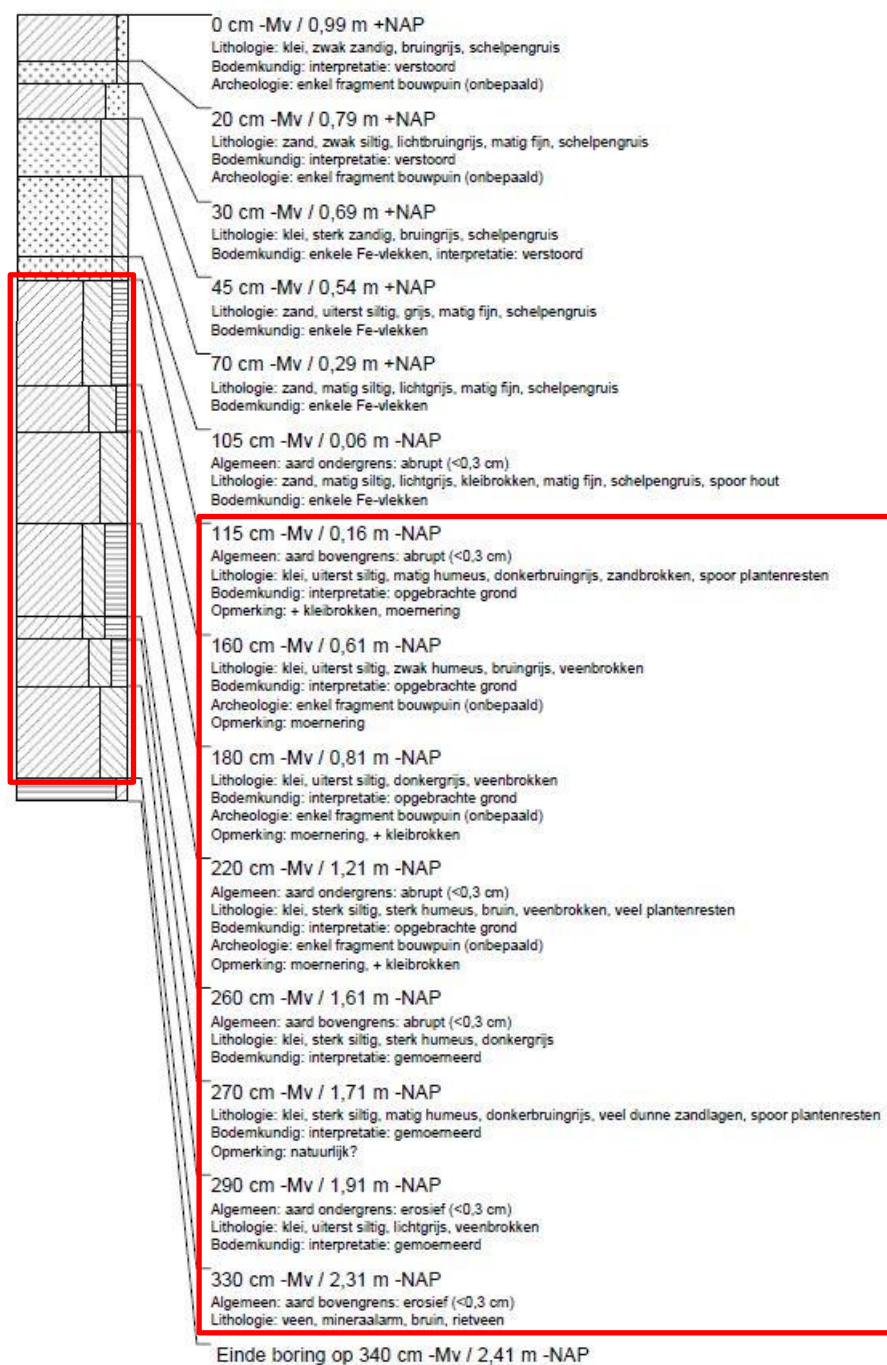 0 cm -Mv / 0,99 m +NAP
Lithologie: klei, zwak zandig, bruingrijs, schelpengruis
Bodemkundig: interpretatie: verstoord
Archeologie: enkel fragment bouwpuin (onbepaald)
20 cm -Mv / 0,79 m +NAP
Lithologie: zand, zwak siltig, lichtbruingrijs, matig fijn, schelpengruis
Bodemkundig: interpretatie: verstoord
Archeologie: enkel fragment bouwpuin (onbepaald)
30 cm -Mv / 0,69 m +NAP
Lithologie: klei, sterk zandig, bruingrijs, schelpengruis
Bodemkundig: enkele Fe-vlekken, interpretatie: verstoord
45 cm -Mv / 0,54 m +NAP
Lithologie: zand, uiterst siltig, grijs, matig fijn, schelpengruis
Bodemkundig: enkele Fe-vlekken
70 cm -Mv / 0,29 m +NAP
Lithologie: zand, matig siltig, lichtgrijs, matig fijn, schelpengruis
Bodemkundig: enkele Fe-vlekken
105 cm -Mv / 0,06 m -NAP
Algemeen: aard ondergrens: abrupt (<0,3 cm)
Lithologie: zand, matig siltig, lichtgrijs, kleibrokken, matig fijn, schelpengruis, spoor hout
Bodemkundig: enkele Fe-vlekken
115 cm -Mv / 0,16 m -NAP
Algemeen: aard bovengrens: abrupt (<0,3 cm)
Lithologie: klei, uiterst siltig, matig humeus, donkerbruingrijs, zandbrokken, spoor plantenresten
Bodemkundig: interpretatie: opgebrachte grond
Opmerking: + kleibrokken, moernering
160 cm -Mv / 0,61 m -NAP
Lithologie: klei, uiterst siltig, zwak humeus, bruingrijs, veenbrokken
Bodemkundig: interpretatie: opgebrachte grond
Archeologie: enkel fragment bouwpuin (onbepaald)
Opmerking: moernering
180 cm -Mv / 0,81 m -NAP
Lithologie: klei, uiterst siltig, donkergrijs, veenbrokken
Bodemkundig: interpretatie: opgebrachte grond
Archeologie: enkel fragment bouwpuin (onbepaald)
Opmerking: moernering, + kleibrokken
220 cm -Mv / 1,21 m -NAP
Algemeen: aard ondergrens: abrupt (<0,3 cm)
Lithologie: klei, sterk siltig, sterk humeus, bruin, veenbrokken, veel plantenresten
Bodemkundig: interpretatie: opgebrachte grond
Archeologie: enkel fragment bouwpuin (onbepaald)
Opmerking: moernering, + kleibrokken
260 cm -Mv / 1,61 m -NAP
Algemeen: aard bovengrens: abrupt (<0,3 cm)
Lithologie: klei, sterk siltig, sterk humeus, donkergrijs
Bodemkundig: interpretatie: gemoerneerd
270 cm -Mv / 1,71 m -NAP
Lithologie: klei, sterk siltig, matig humeus, donkerbruingrijs, veel dunne zandlagen, spoor plantenresten
Bodemkundig: interpretatie: gemoerneerd
Opmerking: natuurlijk?
290 cm -Mv / 1,91 m -NAP
Algemeen: aard ondergrens: erosief (<0,3 cm)
Lithologie: klei, uiterst siltig, lichtgrijs, veenbrokken
Bodemkundig: interpretatie: gemoerneerd
330 cm -Mv / 2,31 m -NAP
Algemeen: aard bovengrens: erosief (<0,3 cm)
Lithologie: veen, mineraalarm, bruin, rietveen
Einde boring op 340 cm -Mv / 2,41 m -NAP